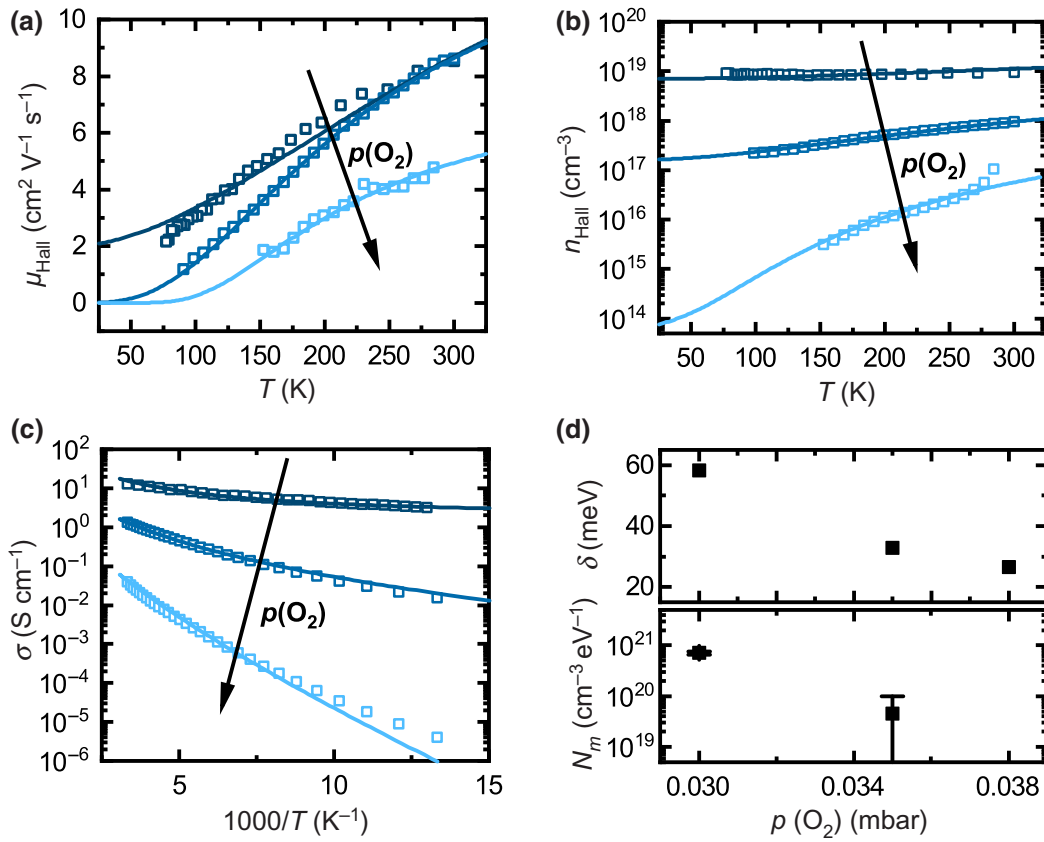 (a)
10
8
6
4
2
0
μHall (cm² V⁻¹ s⁻¹)
p(O₂)
50 100 150 200 250 300
T (K)
(b)
10²⁰
10¹⁹
10¹⁸
10¹⁷
10¹⁶
10¹⁵
10¹⁴
nHall (cm⁻³)
p(O₂)
50 100 150 200 250 300
T (K)
(c)
10²
10¹
10⁰
10⁻¹
10⁻²
10⁻³
10⁻⁴
10⁻⁵
10⁻⁶
σ (S cm⁻¹)
p(O₂)
5 10 15
1000/T (K⁻¹)
(d)
60
40
20
δ (meV)
10²¹
10²⁰
10¹⁹
Nm (cm⁻³ eV⁻¹)
0.030 0.034 0.038
p (O₂) (mbar)